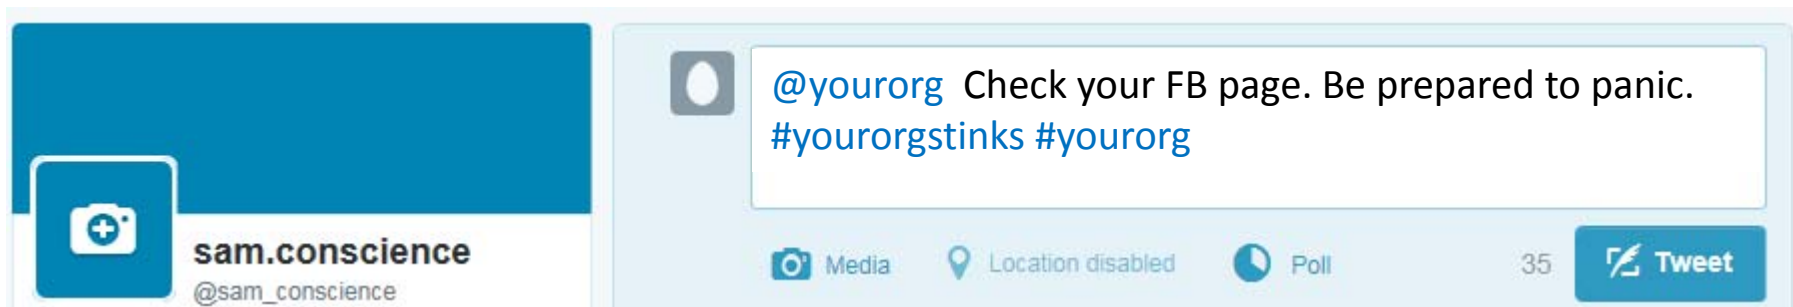 @yourorg Check your FB page. Be prepared to panic.
#yourorgstinks #yourorg
sam.conscience
@sam_conscience
Media Location disabled Poll 35 Tweet